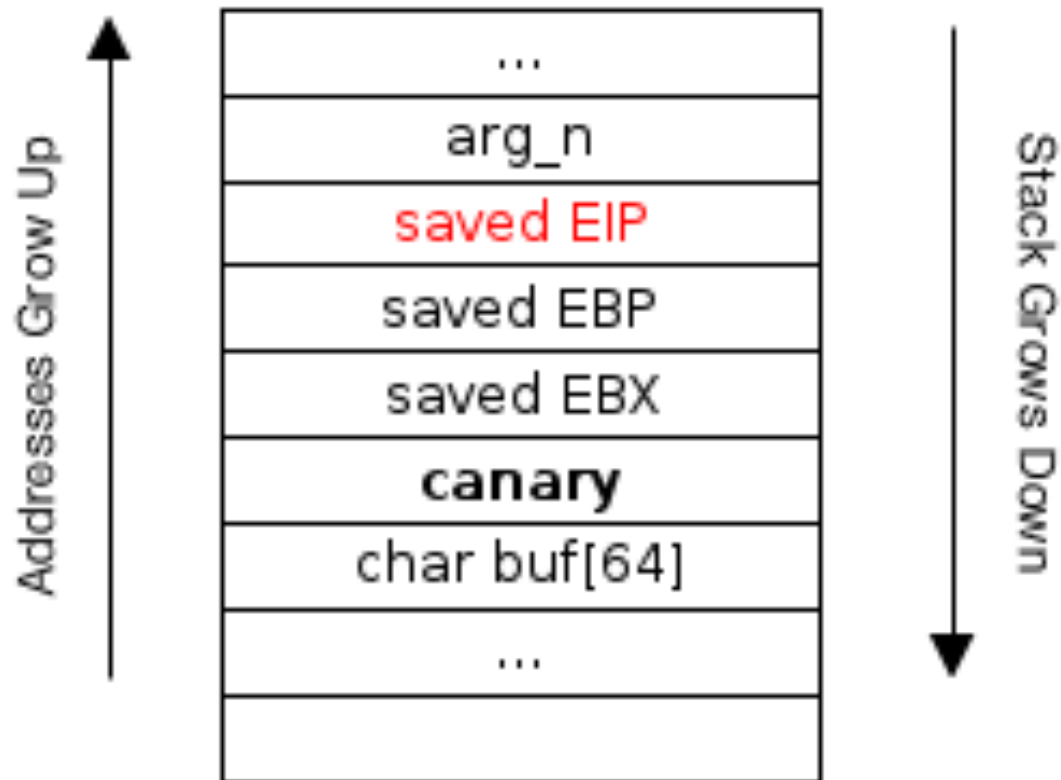 Addresses Grow Up
...
arg_n
saved EIP
saved EBP
saved EBX
canary
char buf[64]
...
Stack Grows Down